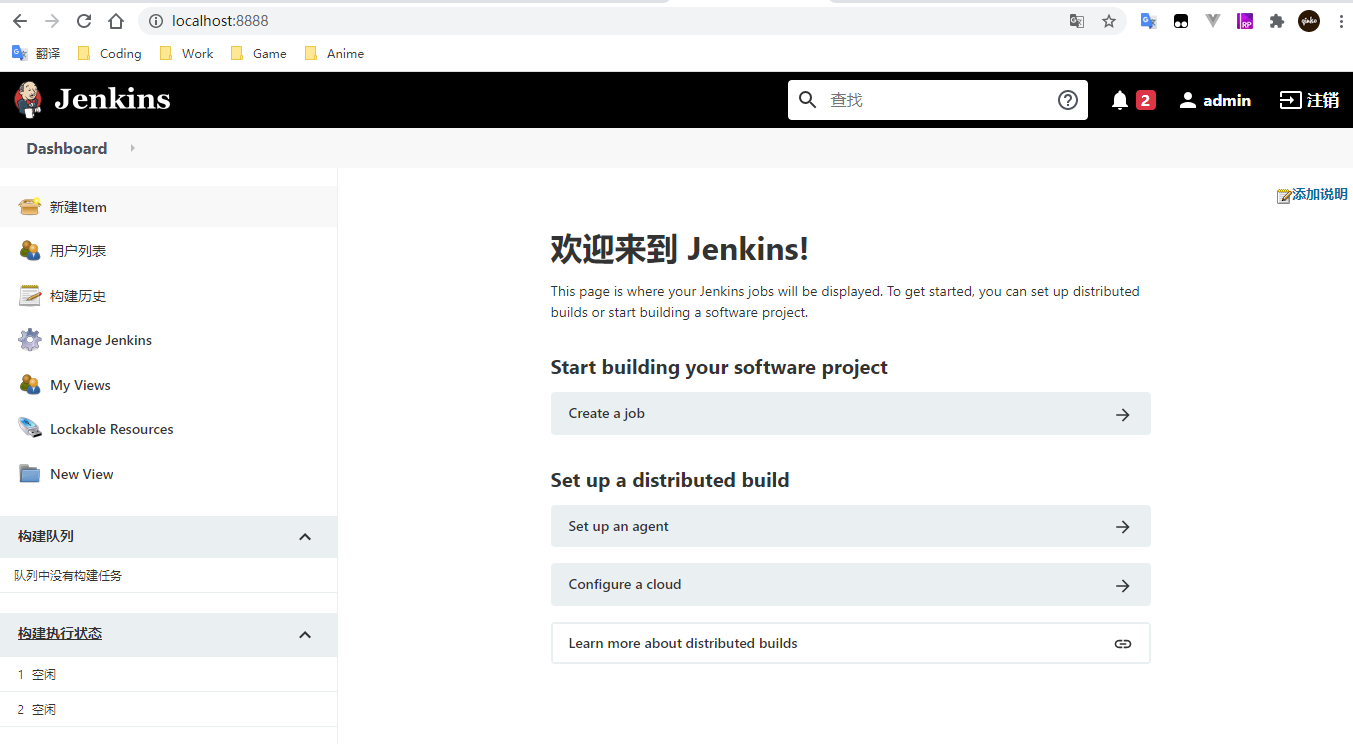 localhost:8888
翻译 Coding Work Game Anime
Jenkins 查找 2 admin 注销
Dashboard
添加说明
新建Item
用户列表
构建历史
Manage Jenkins
My Views
Lockable Resources
New View
构建队列
队列中没有构建任务
构建执行状态
1 空闲
2 空闲
欢迎来到 Jenkins!
This page is where your Jenkins jobs will be displayed. To get started, you can set up distributed
builds or start building a software project.
Start building your software project
Create a job
Set up a distributed build
Set up an agent
Configure a cloud
Learn more about distributed builds